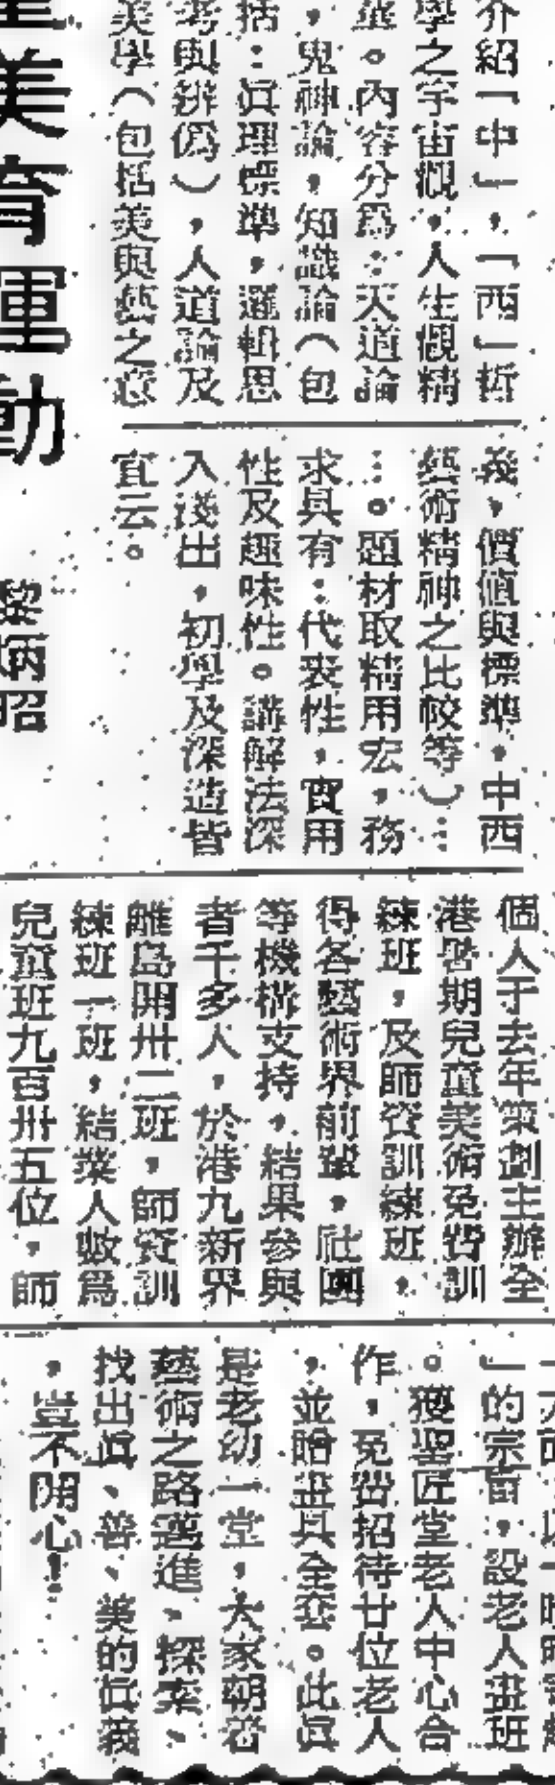 介紹「中」，「西」哲
學之宇宙觀，人生觀精
華。內容分為：天道論
，鬼神論，知識論（包
括：眞理標準，邏輯思
考與辨偽），人道論及
美學（包括美與藝之意
義，價值與標準，中西
藝術精神之比較等）…
…。題材取精用宏，務
求具有：代表性，實用
性及趣味性。講解法深
入淺出，初學及深造皆
宜云。
美育運動
黎炳昭
個人于去年策劃主辦全
港暑期兒童美術免費訓
練班，及師資訓練班，
得各藝術界前輩，社團
等機構支持，結果參與
者千多人，於港九新界
離島開卅二班，師資訓
練班一班，結業人數爲
兒童班九百卅五位，師
」的宗旨，設老人畫班
。獲聖匠堂老人中心合
作，免費招待廿位老人
，並贈畫具全套。此眞
是老幼一堂，大家朝著
藝術之路邁進、探索、
找出眞、善、美的眞義
，豈不開心！